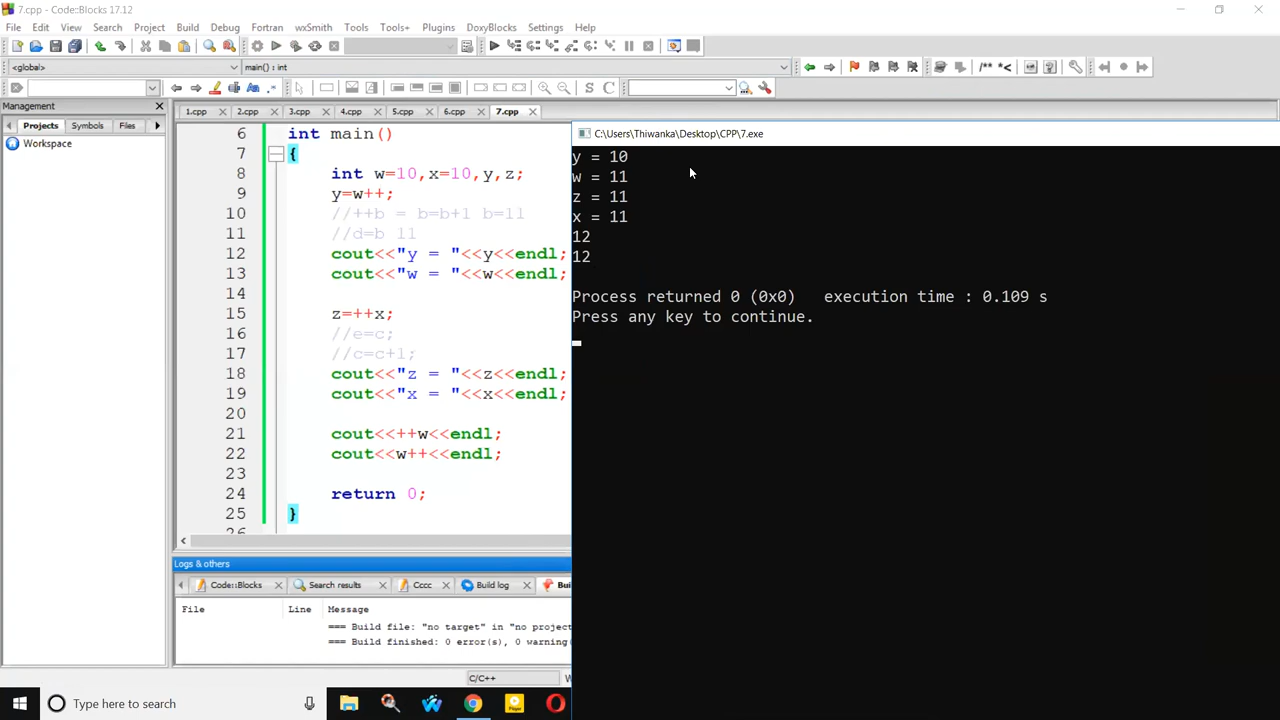 7.cpp - Code::Blocks 17.12
File Edit View Search Project Build Debug Fortran wxSmith Tools Tools+ Plugins DoxyBlocks Settings Help
<global> main() : int
/** *<
S C
Management
Projects Symbols Files
Workspace
1.cpp 2.cpp 3.cpp 4.cpp 5.cpp 6.cpp 7.cpp
6 int main()
7 {
8 int w=10,x=10,y,z;
9 y=w++;
10 //++b = b=b+1 b=11
11 //d=b 11
12 cout<<"y = "<<y<<endl;
13 cout<<"w = "<<w<<endl;
14
15 z=++x;
16 //e=c;
17 //c=c+1;
18 cout<<"z = "<<z<<endl;
19 cout<<"x = "<<x<<endl;
20
21 cout<<++w<<endl;
22 cout<<w++<<endl;
23
24 return 0;
25 }
26
C:\Users\Thiwanka\Desktop\CPP\7.exe
y = 10
w = 11
z = 11
x = 11
12
12
Process returned 0 (0x0) execution time : 0.109 s
Press any key to continue.
Logs & others
Code::Blocks Search results Cccc Build log Bui
File Line Message
=== Build file: "no target" in "no project
=== Build finished: 0 error(s), 0 warning(
C/C++
Type here to search